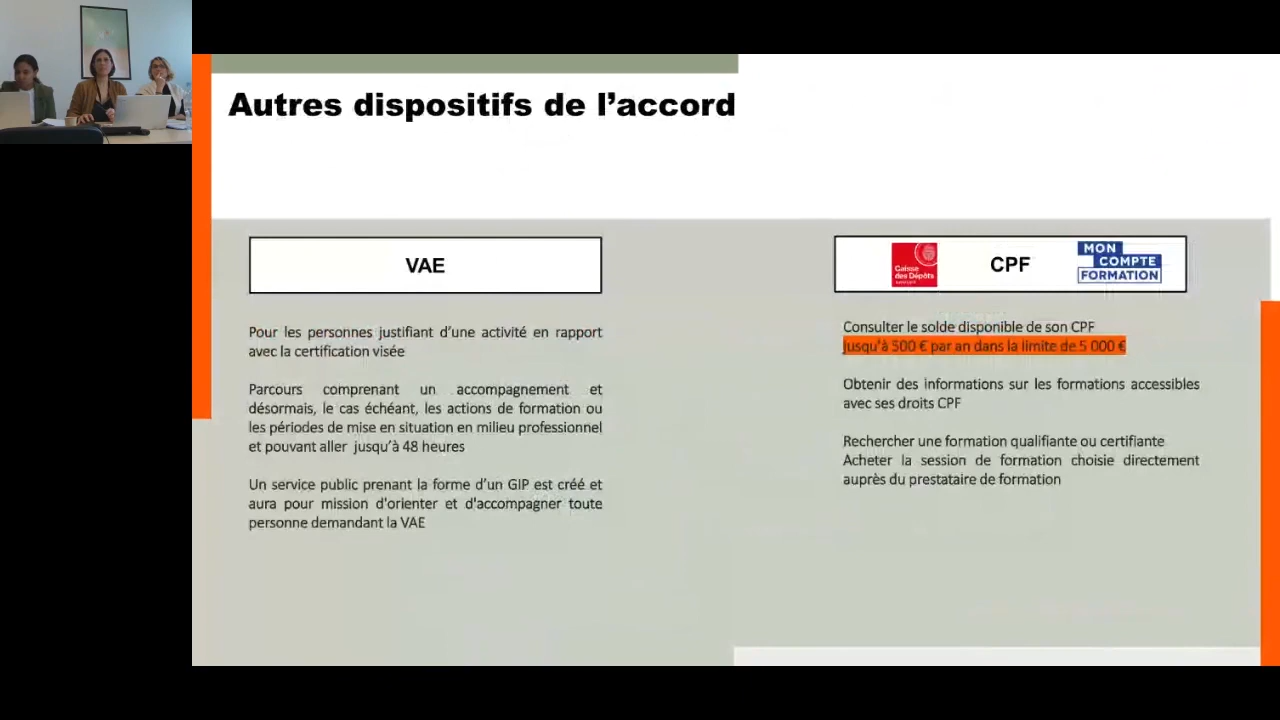 Autres dispositifs de l’accord
VAE
Pour les personnes justifiant d’une activité en rapport
avec la certification visée
Parcours comprenant un accompagnement et
désormais, le cas échéant, les actions de formation ou
les périodes de mise en situation en milieu professionnel
et pouvant aller jusqu’à 48 heures
Un service public prenant la forme d’un GIP est créé et
aura pour mission d'orienter et d'accompagner toute
personne demandant la VAE
Caisse
des Dépôts
CPF
MON
COMPTE
FORMATION
Consulter le solde disponible de son CPF
Jusqu’à 500 € par an dans la limite de 5 000 €
Obtenir des informations sur les formations accessibles
avec ses droits CPF
Rechercher une formation qualifiante ou certifiante
Acheter la session de formation choisie directement
auprès du prestataire de formation